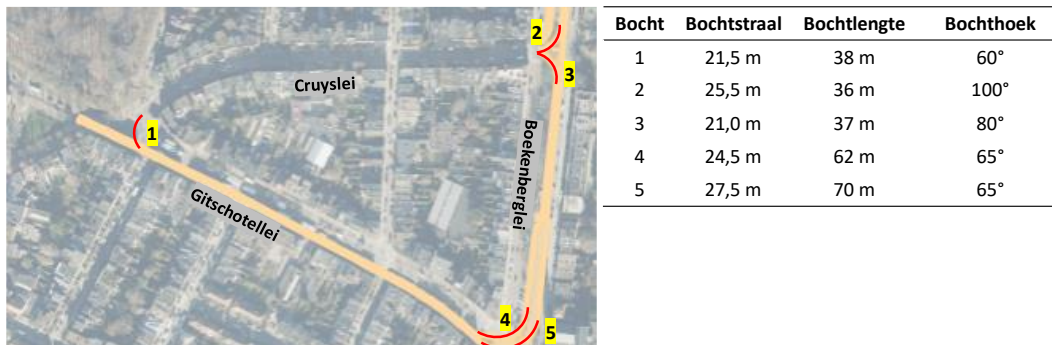 2
3
Cruyslei
1
Boekenberglei
Gitschotellei
4
5
Bocht Bochtstraal Bochtlengte Bochthoek
1 21,5 m 38 m 60°
2 25,5 m 36 m 100°
3 21,0 m 37 m 80°
4 24,5 m 62 m 65°
5 27,5 m 70 m 65°